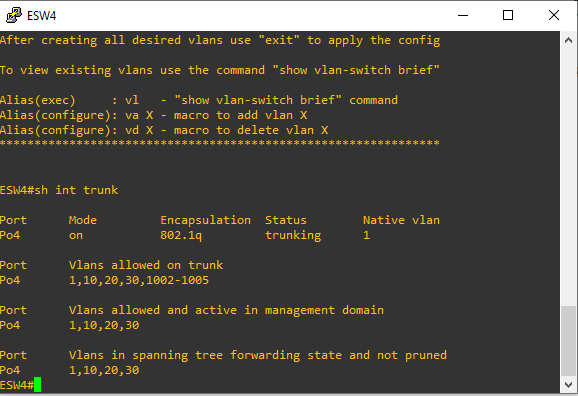 ESW4
After creating all desired vlans use "exit" to apply the config
To view existing vlans use the command "show vlan-switch brief"
Alias(exec)     : vl   - "show vlan-switch brief" command
Alias(configure): va X - macro to add vlan X
Alias(configure): vd X - macro to delete vlan X
***************************************************************
ESW4#sh int trunk
Port      Mode         Encapsulation  Status        Native vlan
Po4       on           802.1q         trunking      1
Port      Vlans allowed on trunk
Po4       1,10,20,30,1002-1005
Port      Vlans allowed and active in management domain
Po4       1,10,20,30
Port      Vlans in spanning tree forwarding state and not pruned
Po4       1,10,20,30
ESW4#